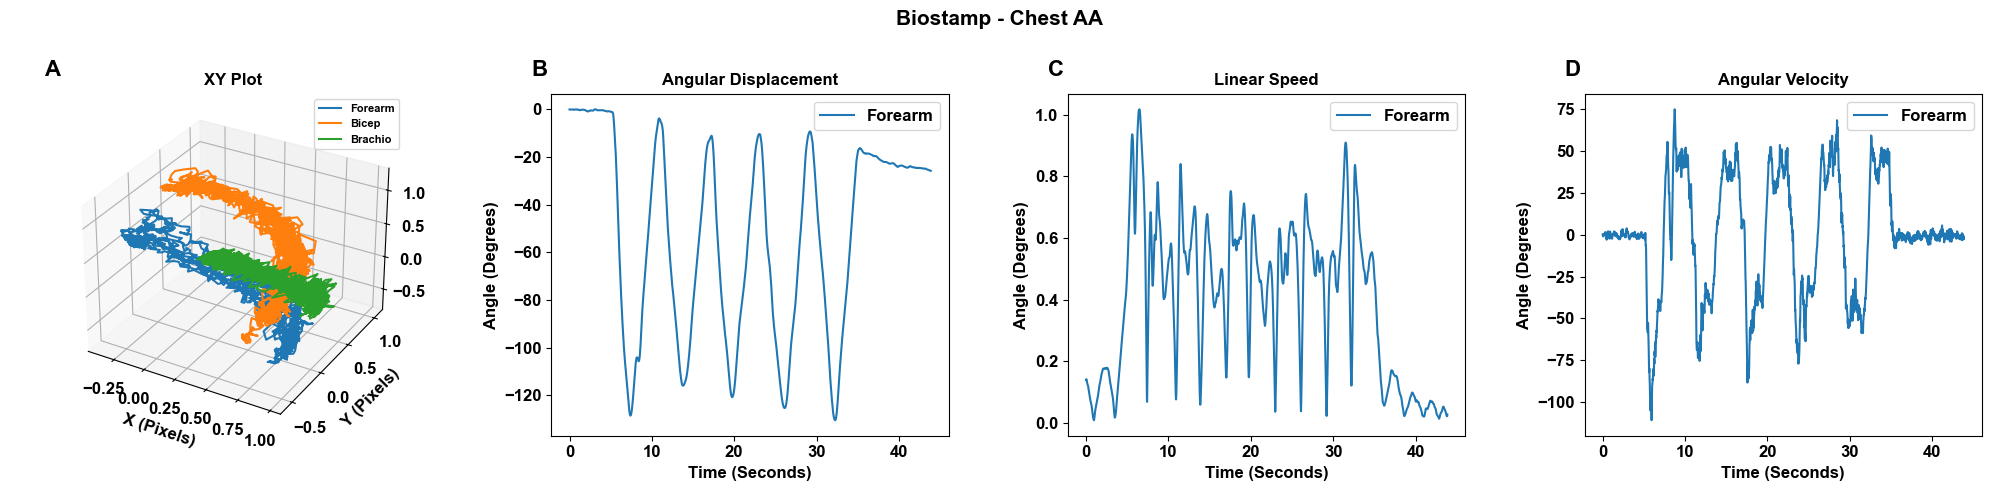 Biostamp - Chest AA
A
XY Plot
Forearm
Bicep
Brachio
1.0
0.5
0.0
−0.5
1.0
0.5
0.0
−0.5
−0.25
0.00
0.25
0.50
0.75
1.00
X (Pixels)
Y (Pixels)
B
Angular Displacement
Forearm
0
−20
−40
−60
−80
−100
−120
Angle (Degrees)
0 10 20 30 40
Time (Seconds)
C
Linear Speed
Forearm
1.0
0.8
0.6
0.4
0.2
0.0
Angle (Degrees)
0 10 20 30 40
Time (Seconds)
D
Angular Velocity
Forearm
75
50
25
0
−25
−50
−75
−100
Angle (Degrees)
0 10 20 30 40
Time (Seconds)